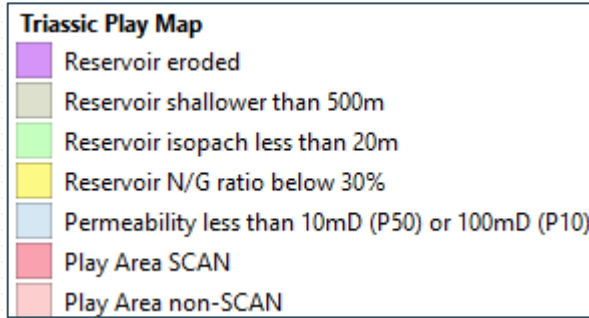 Triassic Play Map
Reservoir eroded
Reservoir shallower than 500m
Reservoir isopach less than 20m
Reservoir N/G ratio below 30%
Permeability less than 10mD (P50) or 100mD (P10)
Play Area SCAN
Play Area non-SCAN